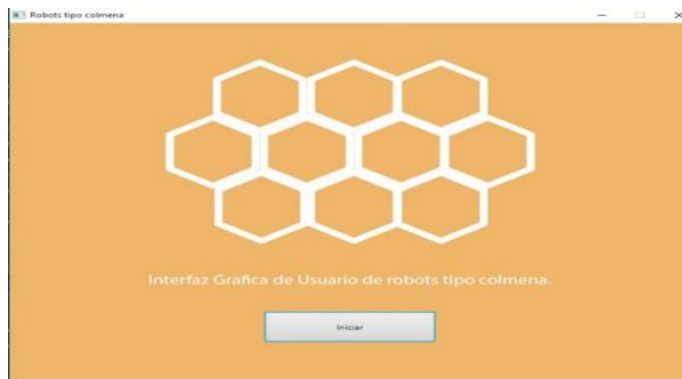 Robots tipo colmena
Interfaz Grafica de Usuario de robots tipo colmena.
Iniciar